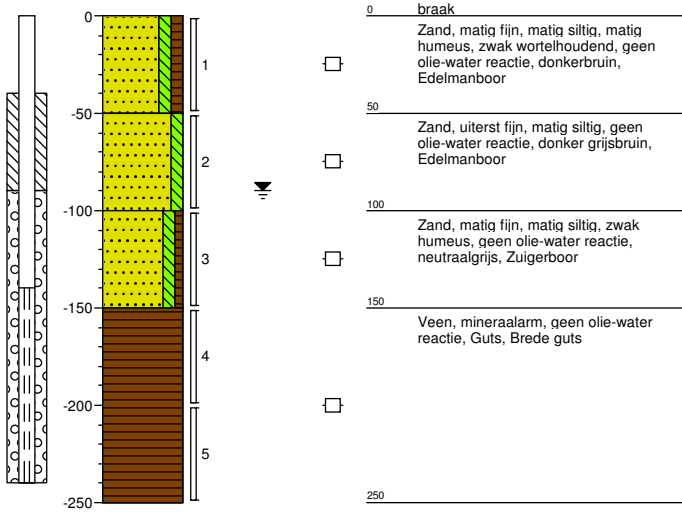 0
braak
0
Zand, matig fijn, matig siltig, matig
humeus, zwak wortelhoudend, geen
olie-water reactie, donkerbruin,
Edelmanboor
1
-50
50
Zand, uiterst fijn, matig siltig, geen
olie-water reactie, donker grijsbruin,
Edelmanboor
2
-100
100
Zand, matig fijn, matig siltig, zwak
humeus, geen olie-water reactie,
neutraalgrijs, Zuigerboor
3
-150
150
Veen, mineraalarm, geen olie-water
reactie, Guts, Brede guts
4
-200
5
-250
250